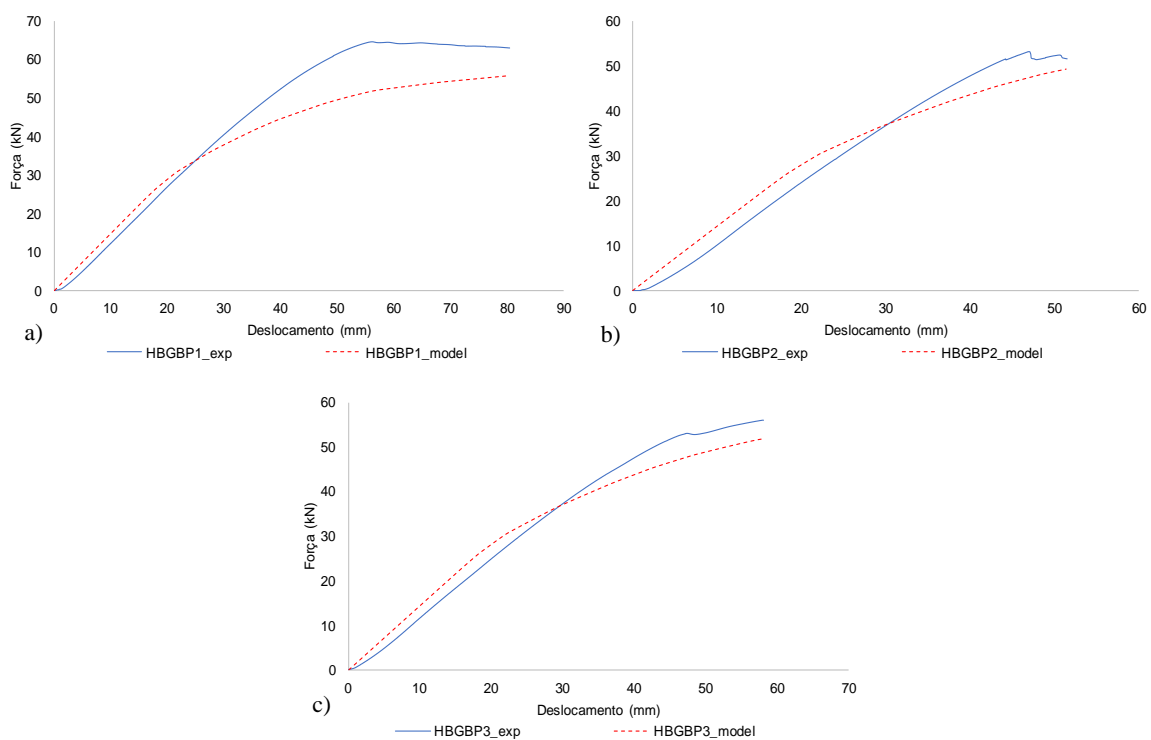 70
60
50
40
30
20
10
0
Força (kN)
0 10 20 30 40 50 60 70 80 90
Deslocamento (mm)
a)
HBGBP1_exp HBGBP1_model
60
50
40
30
20
10
0
Força (kN)
0 10 20 30 40 50 60
Deslocamento (mm)
b)
HBGBP2_exp HBGBP2_model
60
50
40
30
20
10
0
Força (kN)
0 10 20 30 40 50 60 70
Deslocamento (mm)
c)
HBGBP3_exp HBGBP3_model